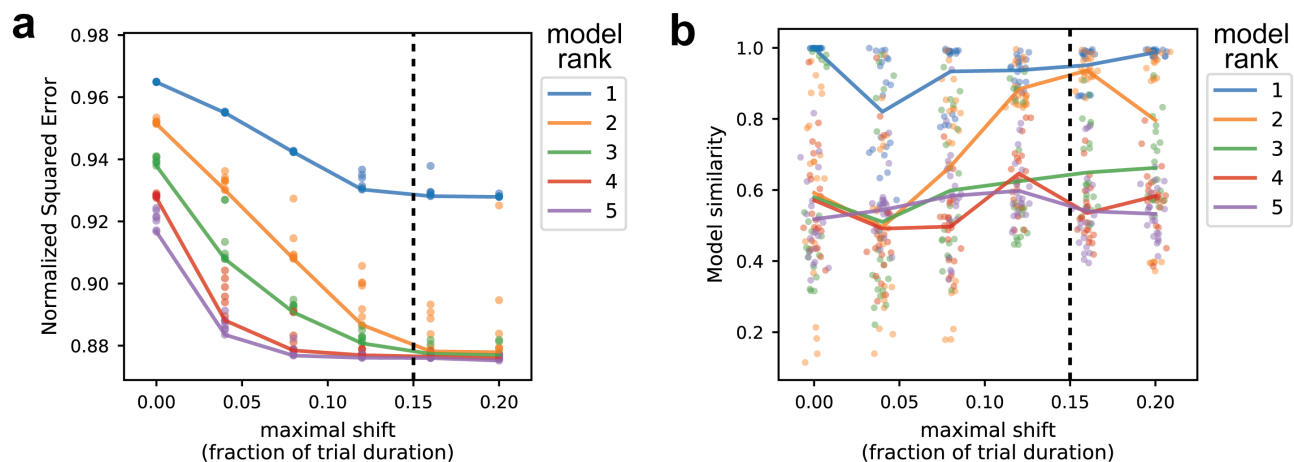 a
model
rank
0.98
0.96
0.94
0.92
0.90
0.88
Normalized Squared Error
1
2
3
4
5
0.00
0.05
0.10
0.15
0.20
maximal shift
(fraction of trial duration)
b
model
rank
1.0
0.8
0.6
0.4
0.2
Model similarity
1
2
3
4
5
0.00
0.05
0.10
0.15
0.20
maximal shift
(fraction of trial duration)